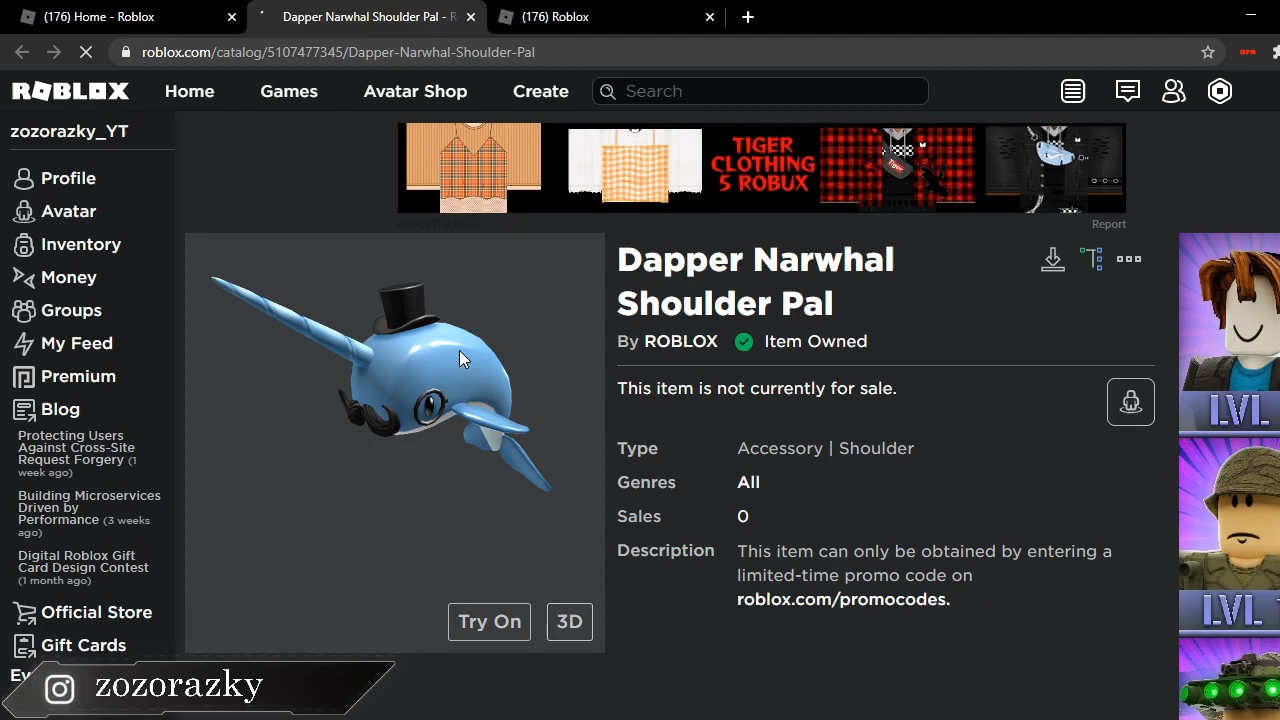 (176) Home - Roblox
Dapper Narwhal Shoulder Pal - R
(176) Roblox
roblox.com/catalog/5107477345/Dapper-Narwhal-Shoulder-Pal
ROBLOX
Home
Games
Avatar Shop
Create
Search
zozorazky_YT
Profile
Avatar
Inventory
Money
Groups
My Feed
Premium
Blog
Protecting Users
Against Cross-Site
Request Forgery (1
week ago)
Building Microservices
Driven by
Performance (3 weeks
ago)
Digital Roblox Gift
Card Design Contest
(1 month ago)
Official Store
Gift Cards
Ev
zozorazky
TIGER
CLOTHING
5 ROBUX
Tiger
Report
Try On
3D
Dapper Narwhal
Shoulder Pal
By ROBLOX
Item Owned
This item is not currently for sale.
Type
Accessory | Shoulder
Genres
All
Sales
0
Description
This item can only be obtained by entering a
limited-time promo code on
roblox.com/promocodes.
LVL
LVL